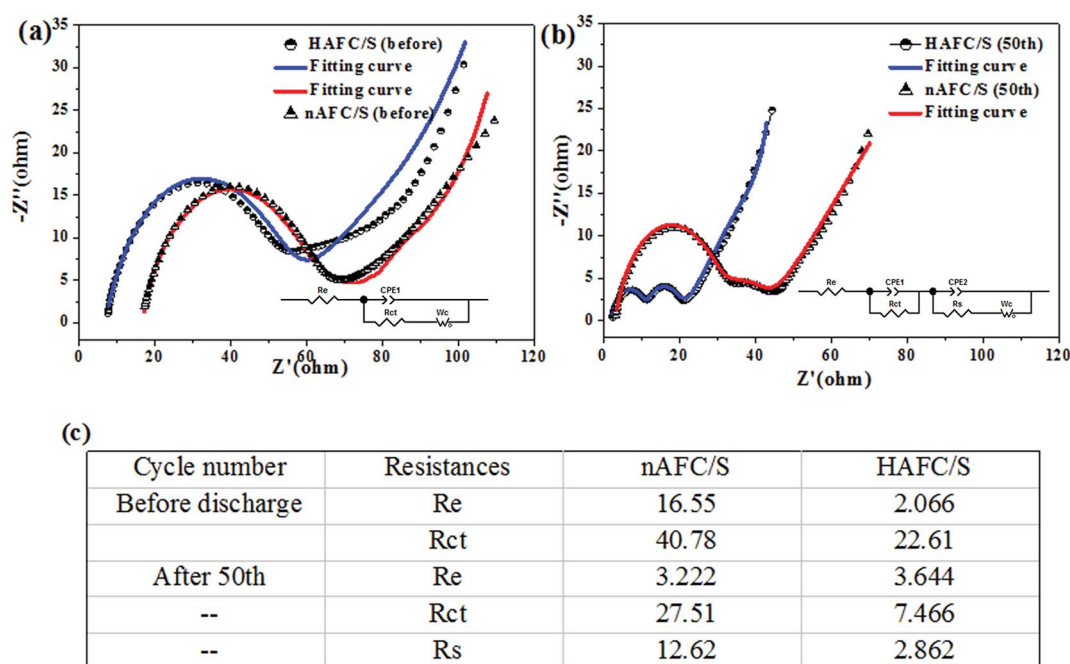 (a)
35
30
25
20
15
10
5
0
-Z''(ohm)
HAFC/S (before)
Fitting curve
Fitting curve
nAFC/S (before)
Re
CPE1
Rct
Wc
0 20 40 60 80 100 120
Z'(ohm)
(b)
35
30
25
20
15
10
5
0
-Z''(ohm)
HAFC/S (50th)
Fitting curve
nAFC/S (50th)
Fitting curve
Re
CPE1
CPE2
Rct
Rs
Wc
0 20 40 60 80 100 120
Z'(ohm)
(c)
Cycle number Resistances nAFC/S HAFC/S
Before discharge Re 16.55 2.066
Rct 40.78 22.61
After 50th Re 3.222 3.644
-- Rct 27.51 7.466
-- Rs 12.62 2.862